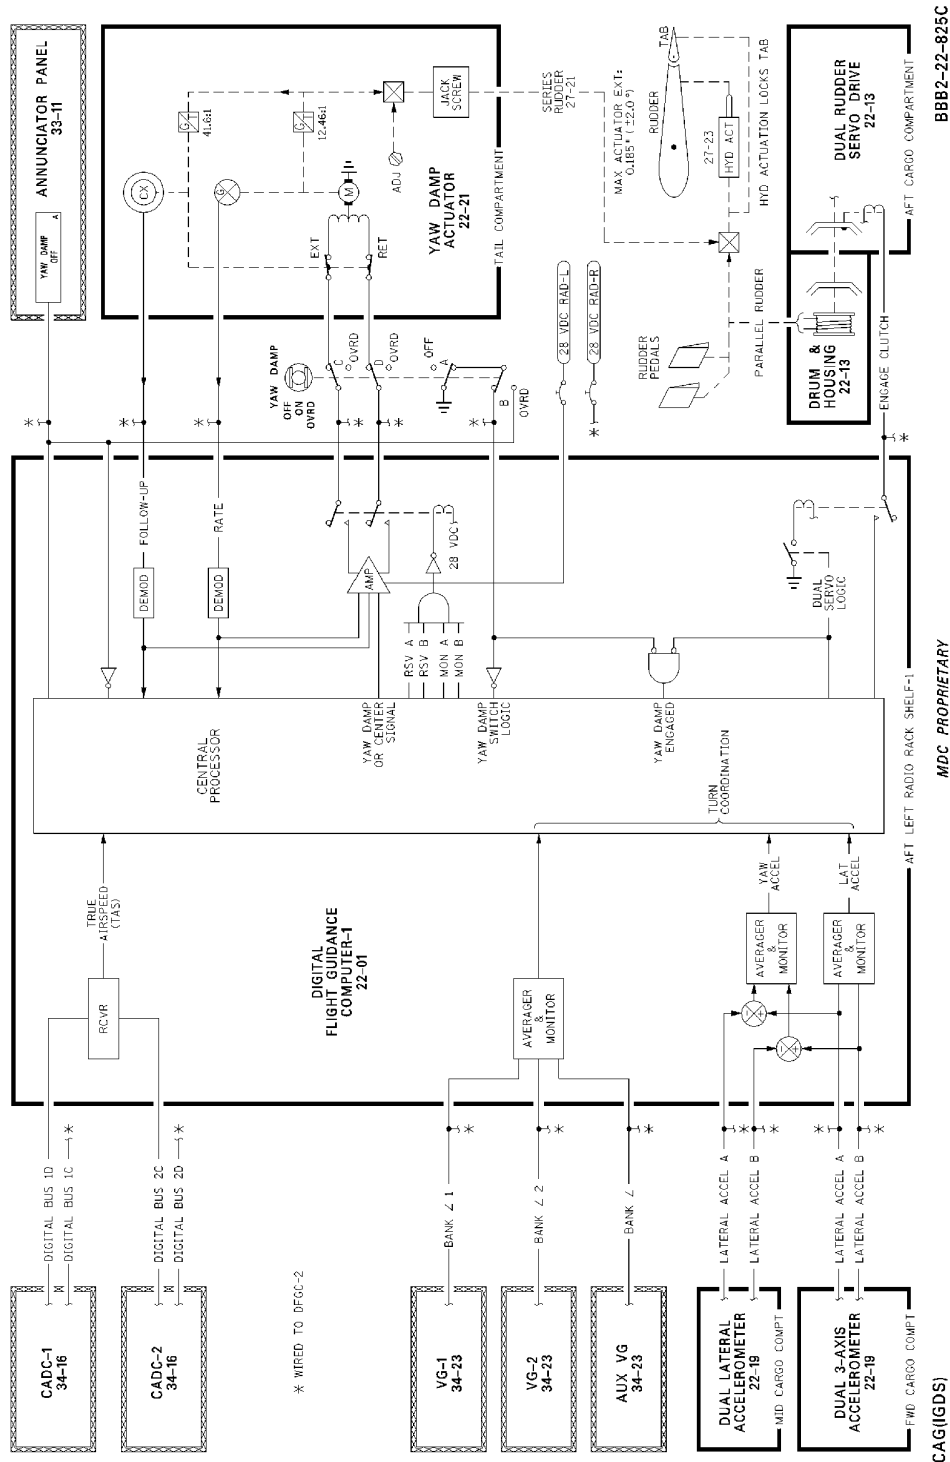 CADC-1
34-16
DIGITAL BUS 1D
DIGITAL BUS 1C
*
CADC-2
34-16
DIGITAL BUS 2C
DIGITAL BUS 2D
*
* WIRED TO DFGC-2
VG-1
34-23
BANK ∠ 1
*
VG-2
34-23
BANK ∠ 2
*
AUX VG
34-23
BANK ∠
*
DUAL LATERAL
ACCELEROMETER
22-19
MID CARGO COMPT
LATERAL ACCEL A
*
LATERAL ACCEL B
*
DUAL 3-AXIS
ACCELEROMETER
22-19
FWD CARGO COMPT
LATERAL ACCEL A
*
LATERAL ACCEL B
*
RCVR
TRUE
AIRSPEED
(TAS)
DIGITAL
FLIGHT GUIDANCE
COMPUTER-1
22-01
AVERAGER
&
MONITOR
AVERAGER
&
MONITOR
YAW
ACCEL
AVERAGER
&
MONITOR
LAT
ACCEL
- +
- +
CENTRAL
PROCESSOR
TURN
COORDINATION
YAW DAMP
OR CENTER
SIGNAL
YAW DAMP
SWITCH
LOGIC
YAW DAMP
ENGAGED
DEMOD
FOLLOW-UP
DEMOD
RATE
AMP
RSV A
RSV B
MON A
MON B
28 VDC
DUAL
SERVO
LOGIC
AFT LEFT RADIO RACK SHELF-1
*
*
*
*
*
*
*
*
ANNUNCIATOR PANEL
33-11
YAW DAMP
OFF
A
CX
G
G T
41.6:1
G T
12.46:1
M
ADJ
JACK
SCREW
EXT
RET
YAW DAMP
ACTUATOR
22-21
TAIL COMPARTMENT
YAW DAMP
OFF
ON
OVRD
C
OVRD
D
OVRD
OFF
A
B
OVRD
28 VDC RAD-L
28 VDC RAD-R
SERIES
RUDDER
27-21
MAX ACTUATOR EXT:
0.185" (±2.0°)
RUDDER
TAB
27-23
HYD ACT
HYD ACTUATION LOCKS TAB
RUDDER
PEDALS
PARALLEL RUDDER
DRUM &
HOUSING
22-13
DUAL RUDDER
SERVO DRIVE
22-13
AFT CARGO COMPARTMENT
ENGAGE CLUTCH
CAG(IGDS)
MDC PROPRIETARY
BBB2-22-825C